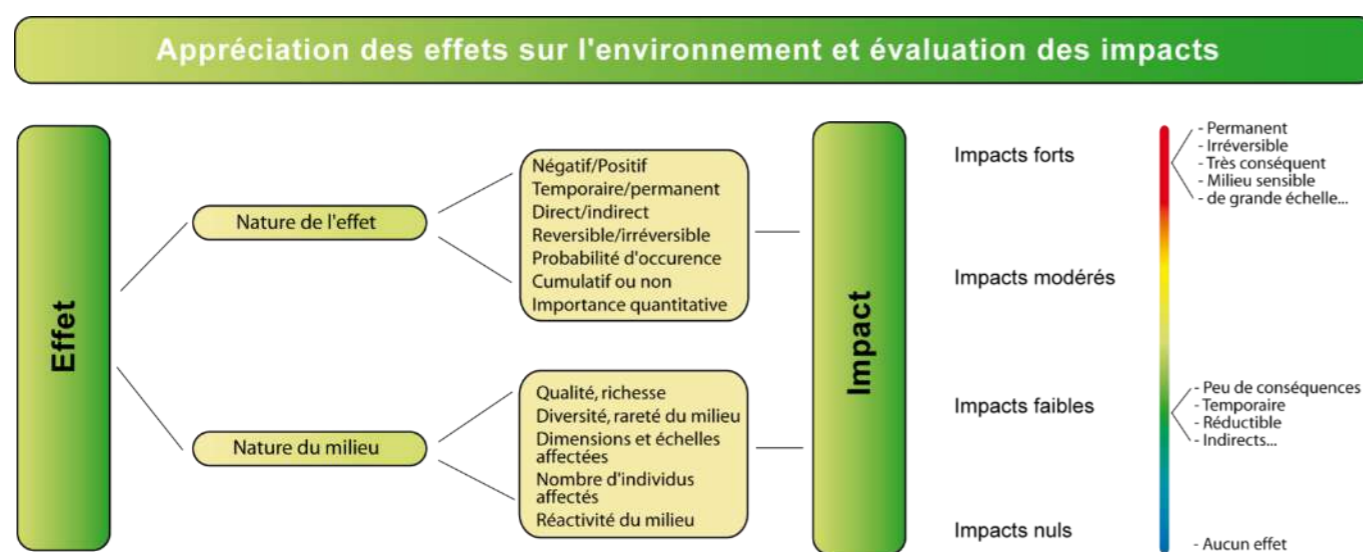 Appréciation des effets sur l'environnement et évaluation des impacts
Effet
Nature de l'effet
Négatif/Positif
Temporaire/permanent
Direct/indirect
Reversible/irréversible
Probabilité d'occurence
Cumulatif ou non
Importance quantitative
Nature du milieu
Qualité, richesse
Diversité, rareté du milieu
Dimensions et échelles
affectées
Nombre d'individus
affectés
Réactivité du milieu
Impact
Impacts forts
- Permanent
- Irréversible
- Très conséquent
- Milieu sensible
- de grande échelle...
Impacts modérés
Impacts faibles
- Peu de conséquences
- Temporaire
- Réductible
- Indirects...
Impacts nuls
- Aucun effet